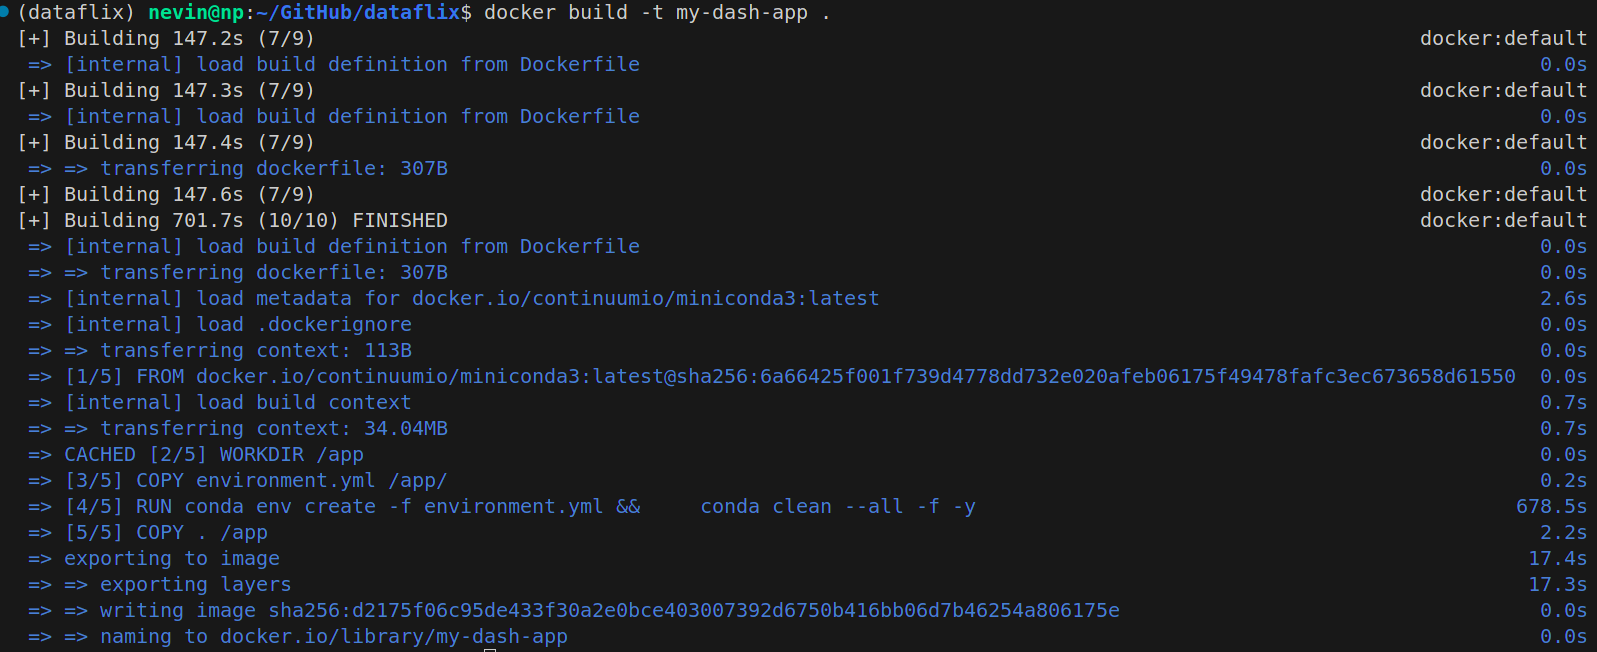 (dataflix) nevin@np:~/GitHub/dataflix$ docker build -t my-dash-app .
[+] Building 147.2s (7/9) docker:default
=> [internal] load build definition from Dockerfile 0.0s
[+] Building 147.3s (7/9) docker:default
=> [internal] load build definition from Dockerfile 0.0s
[+] Building 147.4s (7/9) docker:default
=> => transferring dockerfile: 307B 0.0s
[+] Building 147.6s (7/9) docker:default
[+] Building 701.7s (10/10) FINISHED docker:default
=> [internal] load build definition from Dockerfile 0.0s
=> => transferring dockerfile: 307B 0.0s
=> [internal] load metadata for docker.io/continuumio/miniconda3:latest 2.6s
=> [internal] load .dockerignore 0.0s
=> => transferring context: 113B 0.0s
=> [1/5] FROM docker.io/continuumio/miniconda3:latest@sha256:6a66425f001f739d4778dd732e020afeb06175f49478fafc3ec673658d61550 0.0s
=> [internal] load build context 0.7s
=> => transferring context: 34.04MB 0.7s
=> CACHED [2/5] WORKDIR /app 0.0s
=> [3/5] COPY environment.yml /app/ 0.2s
=> [4/5] RUN conda env create -f environment.yml &&     conda clean --all -f -y 678.5s
=> [5/5] COPY . /app 2.2s
=> exporting to image 17.4s
=> => exporting layers 17.3s
=> => writing image sha256:d2175f06c95de433f30a2e0bce403007392d6750b416bb06d7b46254a806175e 0.0s
=> => naming to docker.io/library/my-dash-app 0.0s